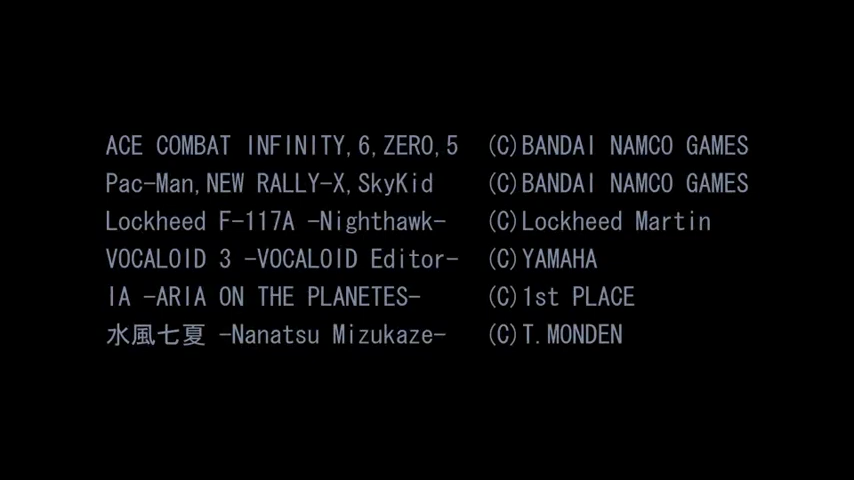 ACE COMBAT INFINITY,6,ZERO,5 (C)BANDAI NAMCO GAMES
Pac-Man,NEW RALLY-X,SkyKid (C)BANDAI NAMCO GAMES
Lockheed F-117A -Nighthawk- (C)Lockheed Martin
VOCALOID 3 -VOCALOID Editor- (C)YAMAHA
IA -ARIA ON THE PLANETES- (C)1st PLACE
水風七夏 -Nanatsu Mizukaze- (C)T.MONDEN